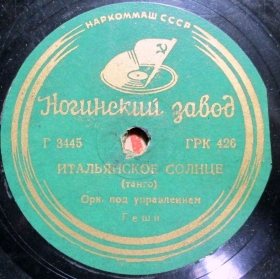 НАРКОММАШ СССР
Ногинский завод
Г 3445 ГРК 426
ИТАЛЬЯНСКОЕ СОЛНЦЕ
(танго)
Орк. под управлением
Геши